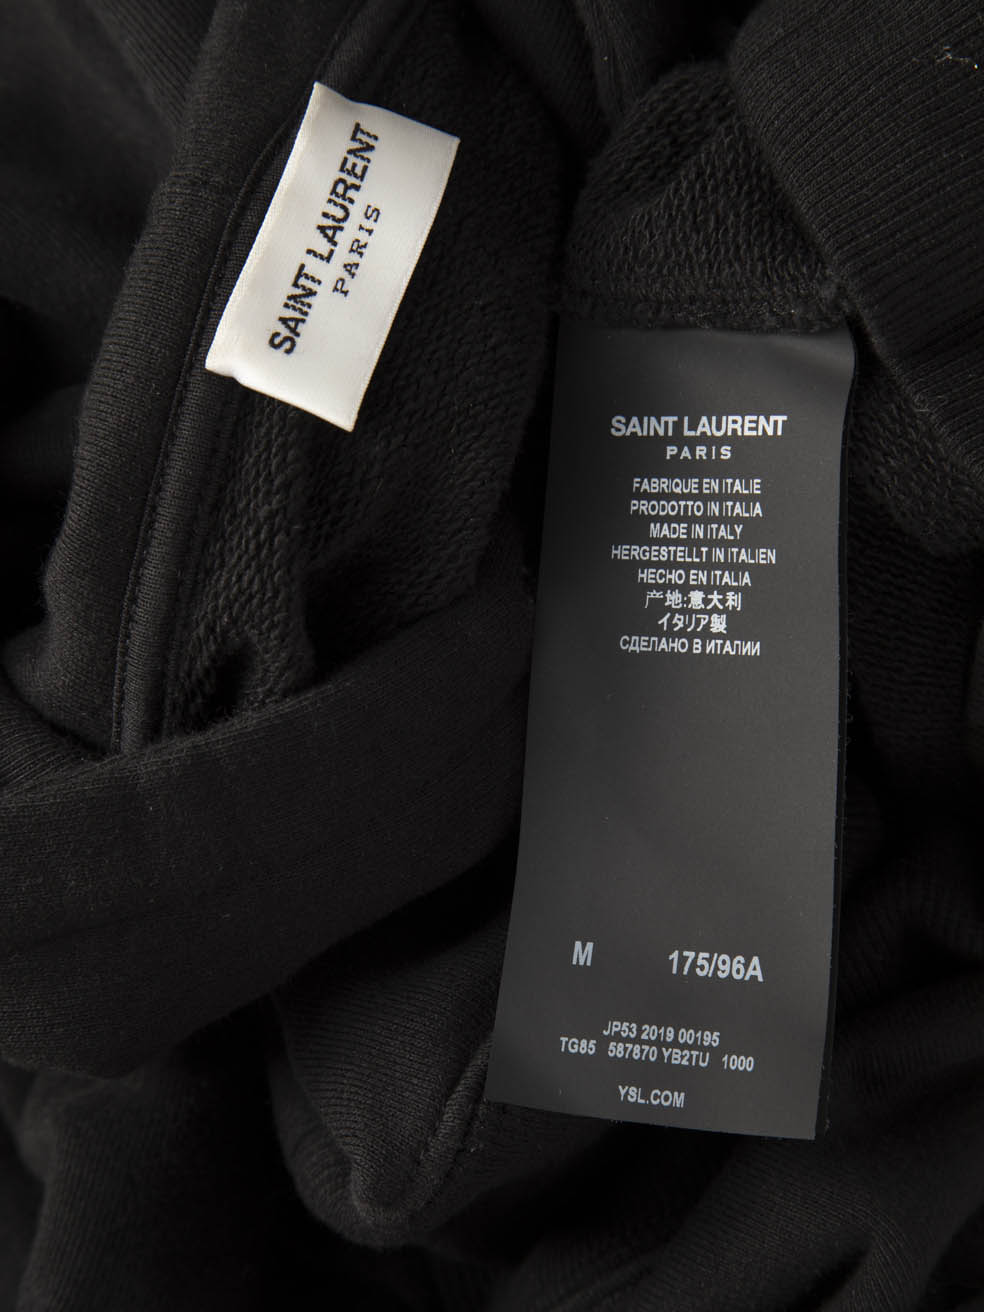 SAINT LAURENT
PARIS
SAINT LAURENT
PARIS
FABRIQUE EN ITALIE
PRODOTTO IN ITALIA
MADE IN ITALY
HERGESTELLT IN ITALIEN
HECHO EN ITALIA
产地:意大利
イタリア製
СДЕЛАНО В ИТАЛИИ
M 175/96A
JP53 2019 00195
TG85 587870 YB2TU 1000
YSL.COM